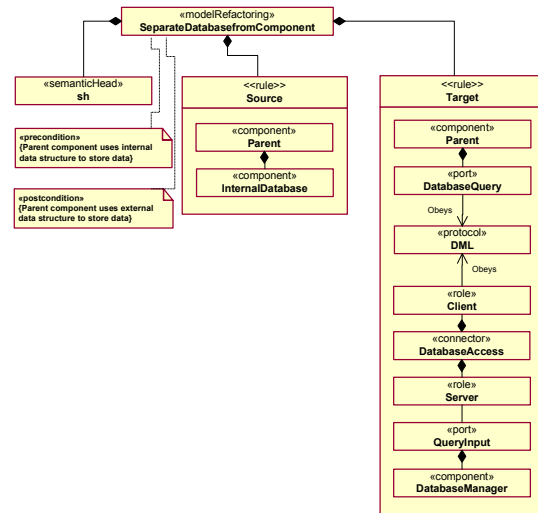 «modelRefactoring»
SeparateDatabasefromComponent
«semanticHead»
sh
«precondition»
{Parent component uses internal
data structure to store data}
«postcondition»
{Parent component uses external
data structure to store data}
<<rule>>
Source
«component»
Parent
«component»
InternalDatabase
<<rule>>
Target
«component»
Parent
«port»
DatabaseQuery
Obeys
«protocol»
DML
Obeys
«role»
Client
«connector»
DatabaseAccess
«role»
Server
«port»
QueryInput
«component»
DatabaseManager